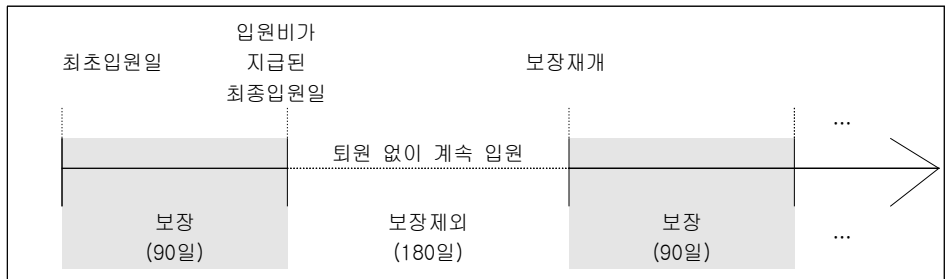 입원비가
최초입원일 지급된 보장재개
최종입원일
...
퇴원 없이 계속 입원
보장 보장제외 보장
(90일) (180일) (90일)
...